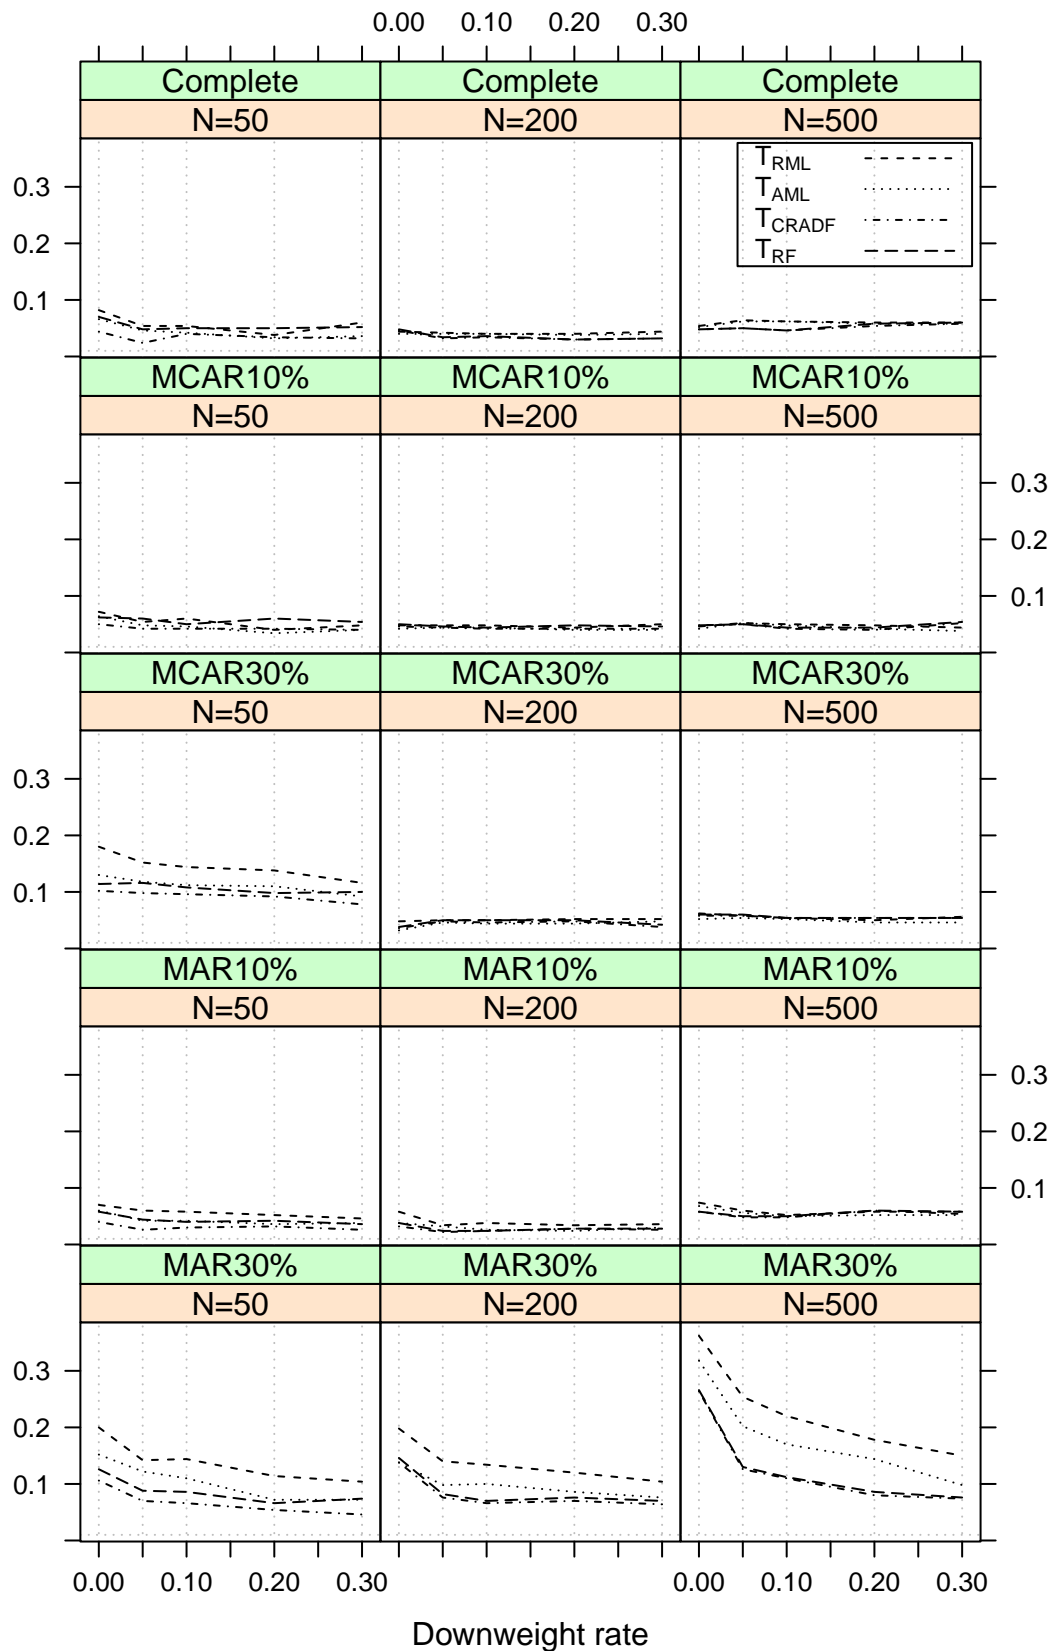 0.00 0.10 0.20 0.30
Complete Complete Complete
N=50 N=200 N=500
T_RML
T_AML
T_CRADF
T_RF
0.3
0.2
0.1
MCAR10% MCAR10% MCAR10%
N=50 N=200 N=500
0.3
0.2
0.1
MCAR30% MCAR30% MCAR30%
N=50 N=200 N=500
0.3
0.2
0.1
MAR10% MAR10% MAR10%
N=50 N=200 N=500
0.3
0.2
0.1
MAR30% MAR30% MAR30%
N=50 N=200 N=500
0.3
0.2
0.1
0.00 0.10 0.20 0.30 0.00 0.10 0.20 0.30
Downweight rate